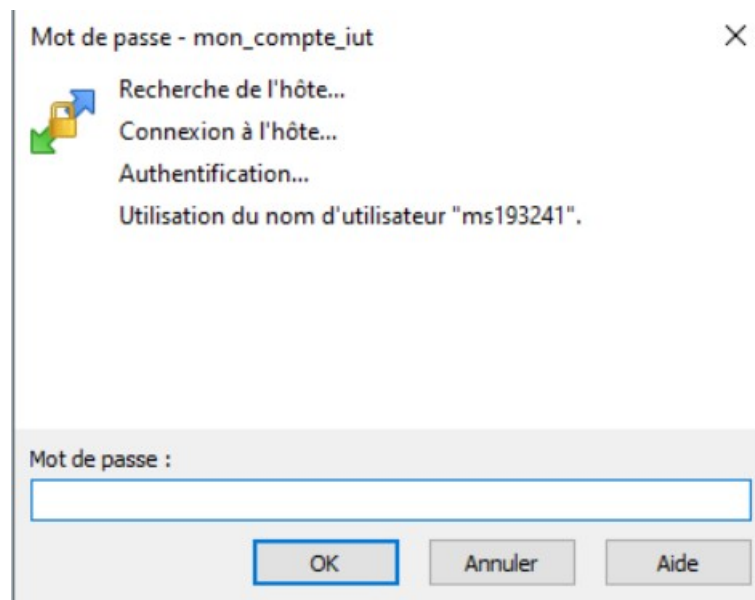 Mot de passe - mon_compte_iut
Recherche de l'hôte...
Connexion à l'hôte...
Authentification...
Utilisation du nom d'utilisateur "ms193241".
Mot de passe :
OK Annuler Aide